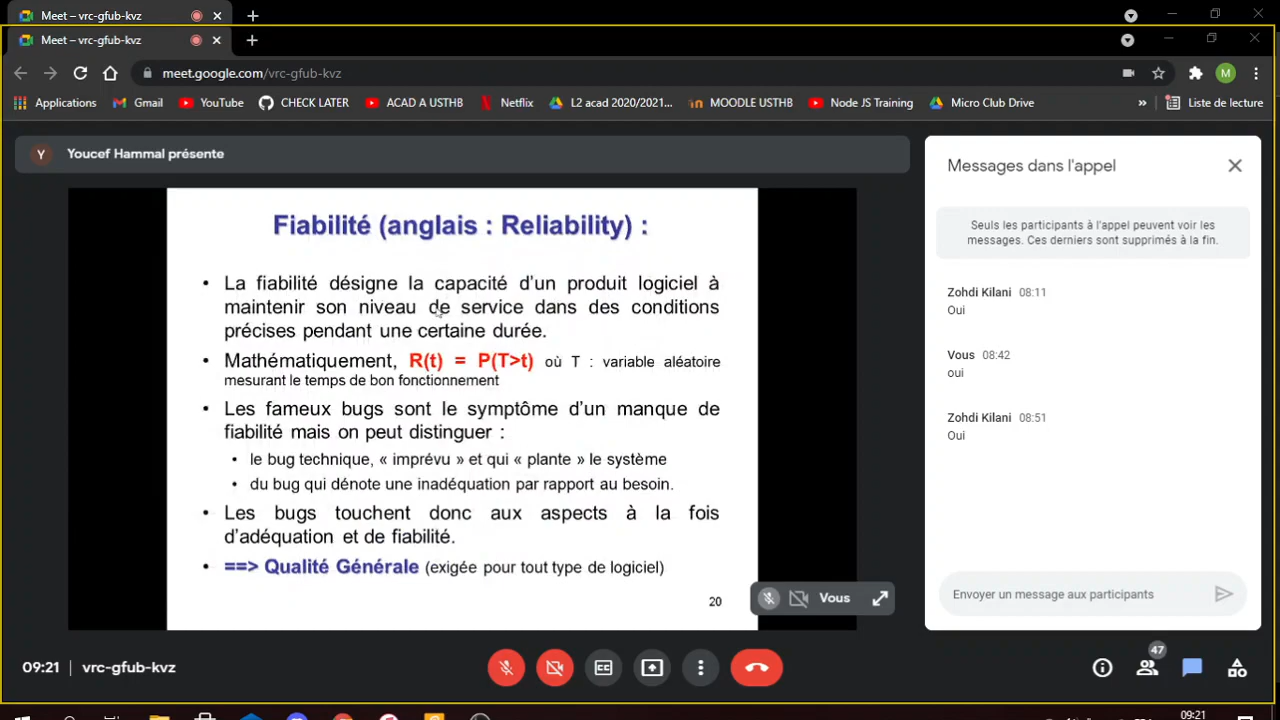 Meet – vrc-gfub-kvz
Meet – vrc-gfub-kvz
meet.google.com/vrc-gfub-kvz
M
Applications Gmail YouTube CHECK LATER ACAD A USTHB Netflix L2 acad 2020/2021... MOODLE USTHB Node JS Training Micro Club Drive » Liste de lecture
Y Youcef Hammal présente
Fiabilité (anglais : Reliability) :
• La fiabilité désigne la capacité d'un produit logiciel à
maintenir son niveau de service dans des conditions
précises pendant une certaine durée.
• Mathématiquement, R(t) = P(T>t) où T : variable aléatoire
mesurant le temps de bon fonctionnement
• Les fameux bugs sont le symptôme d'un manque de
fiabilité mais on peut distinguer :
• le bug technique, « imprévu » et qui « plante » le système
• du bug qui dénote une inadéquation par rapport au besoin.
• Les bugs touchent donc aux aspects à la fois
d'adéquation et de fiabilité.
• ==> Qualité Générale (exigée pour tout type de logiciel)
20
Vous
Messages dans l'appel
Seuls les participants à l'appel peuvent voir les
messages. Ces derniers sont supprimés à la fin.
Zohdi Kilani 08:11
Oui
Vous 08:42
oui
Zohdi Kilani 08:51
Oui
Envoyer un message aux participants
09:21 | vrc-gfub-kvz
47
09:21